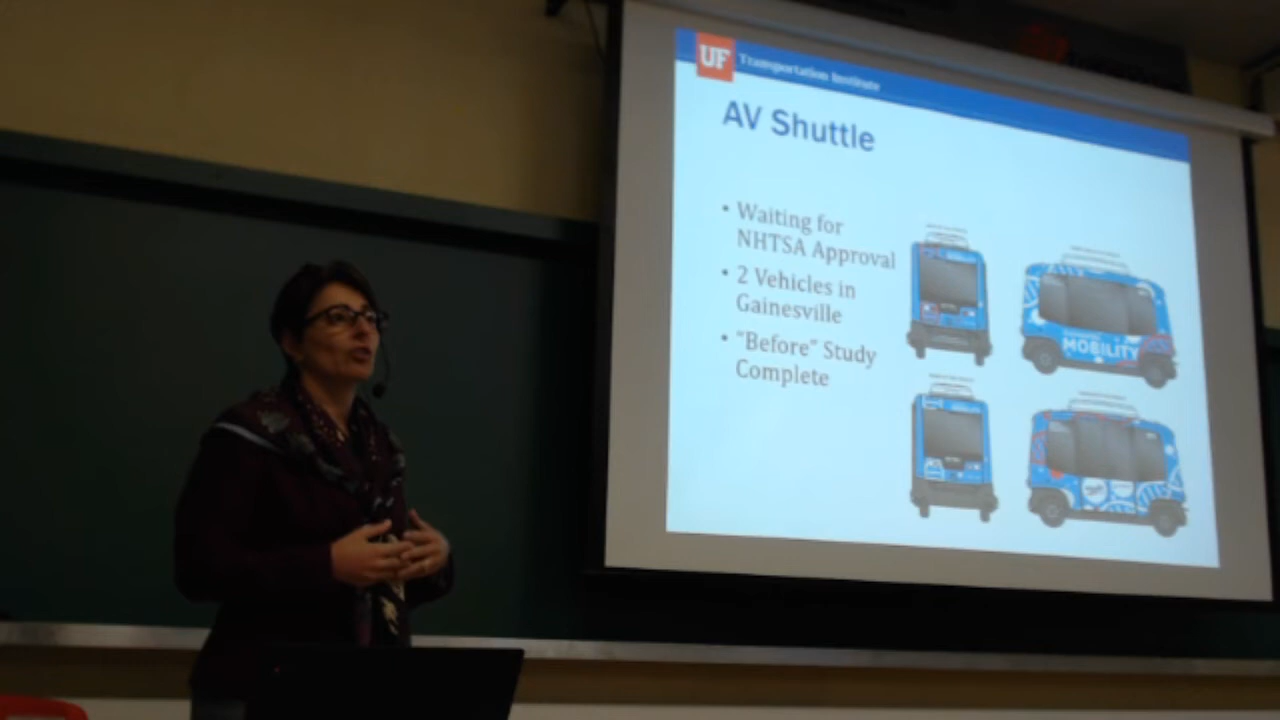 UF Transportation Institute
AV Shuttle
• Waiting for
NHTSA Approval
• 2 Vehicles in
Gainesville
• "Before" Study
Complete
MOBILITY